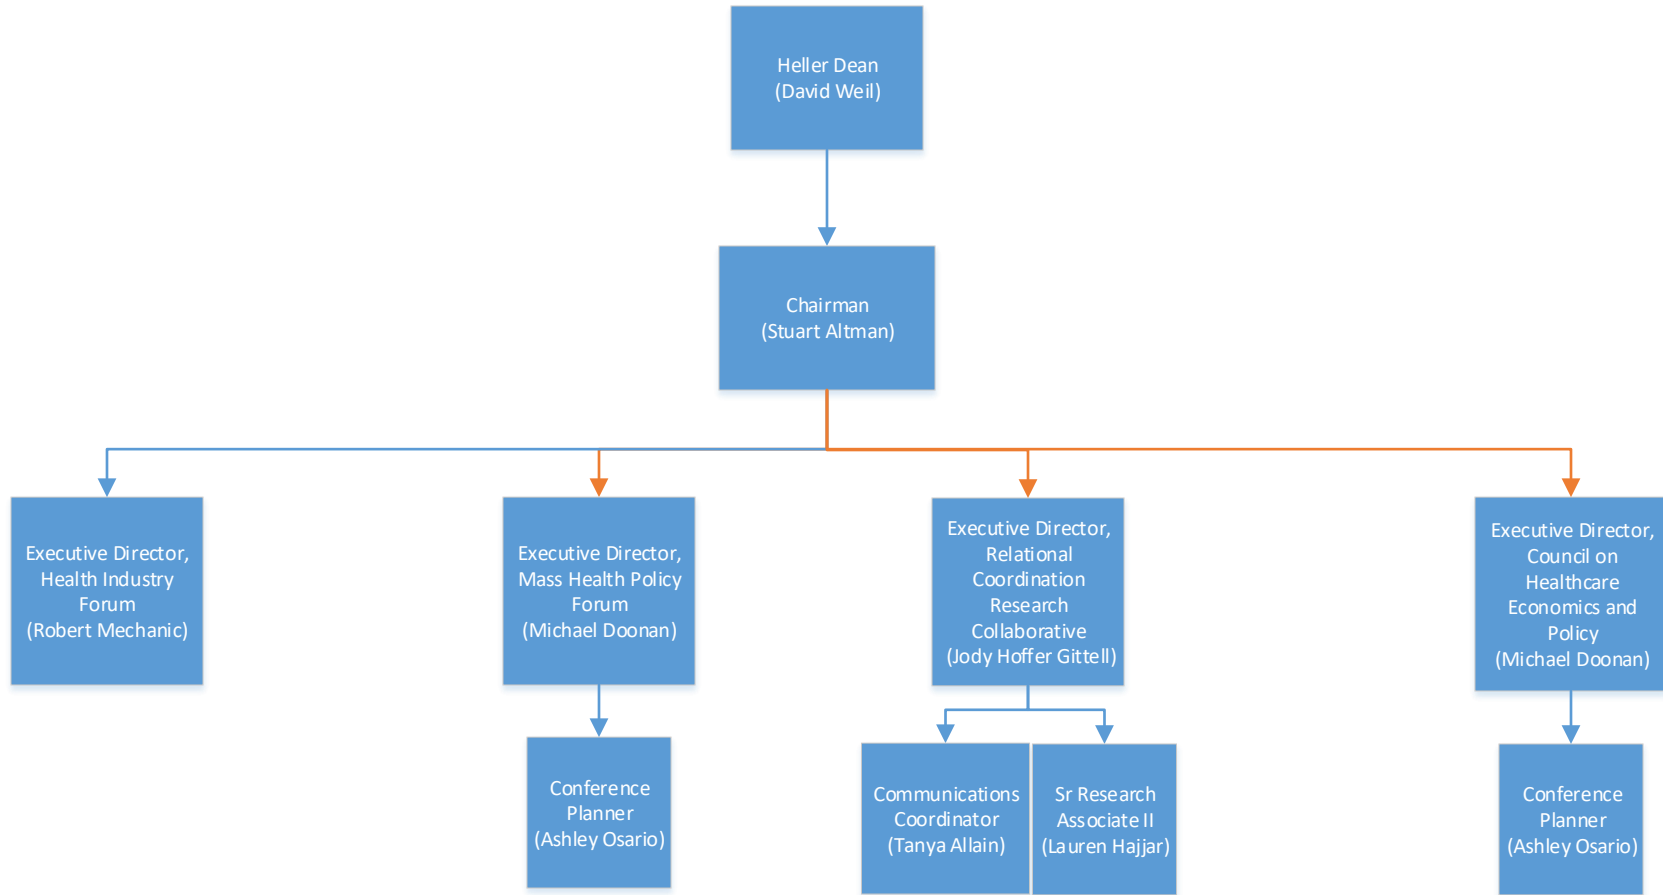 Heller Dean
(David Weil)
Chairman
(Stuart Altman)
Executive Director,
Health Industry
Forum
(Robert Mechanic)
Executive Director,
Mass Health Policy
Forum
(Michael Doonan)
Executive Director,
Relational
Coordination
Research
Collaborative
(Jody Hoffer Gittell)
Executive Director,
Council on
Healthcare
Economics and
Policy
(Michael Doonan)
Conference
Planner
(Ashley Osario)
Communications
Coordinator
(Tanya Allain)
Sr Research
Associate II
(Lauren Hajjar)
Conference
Planner
(Ashley Osario)